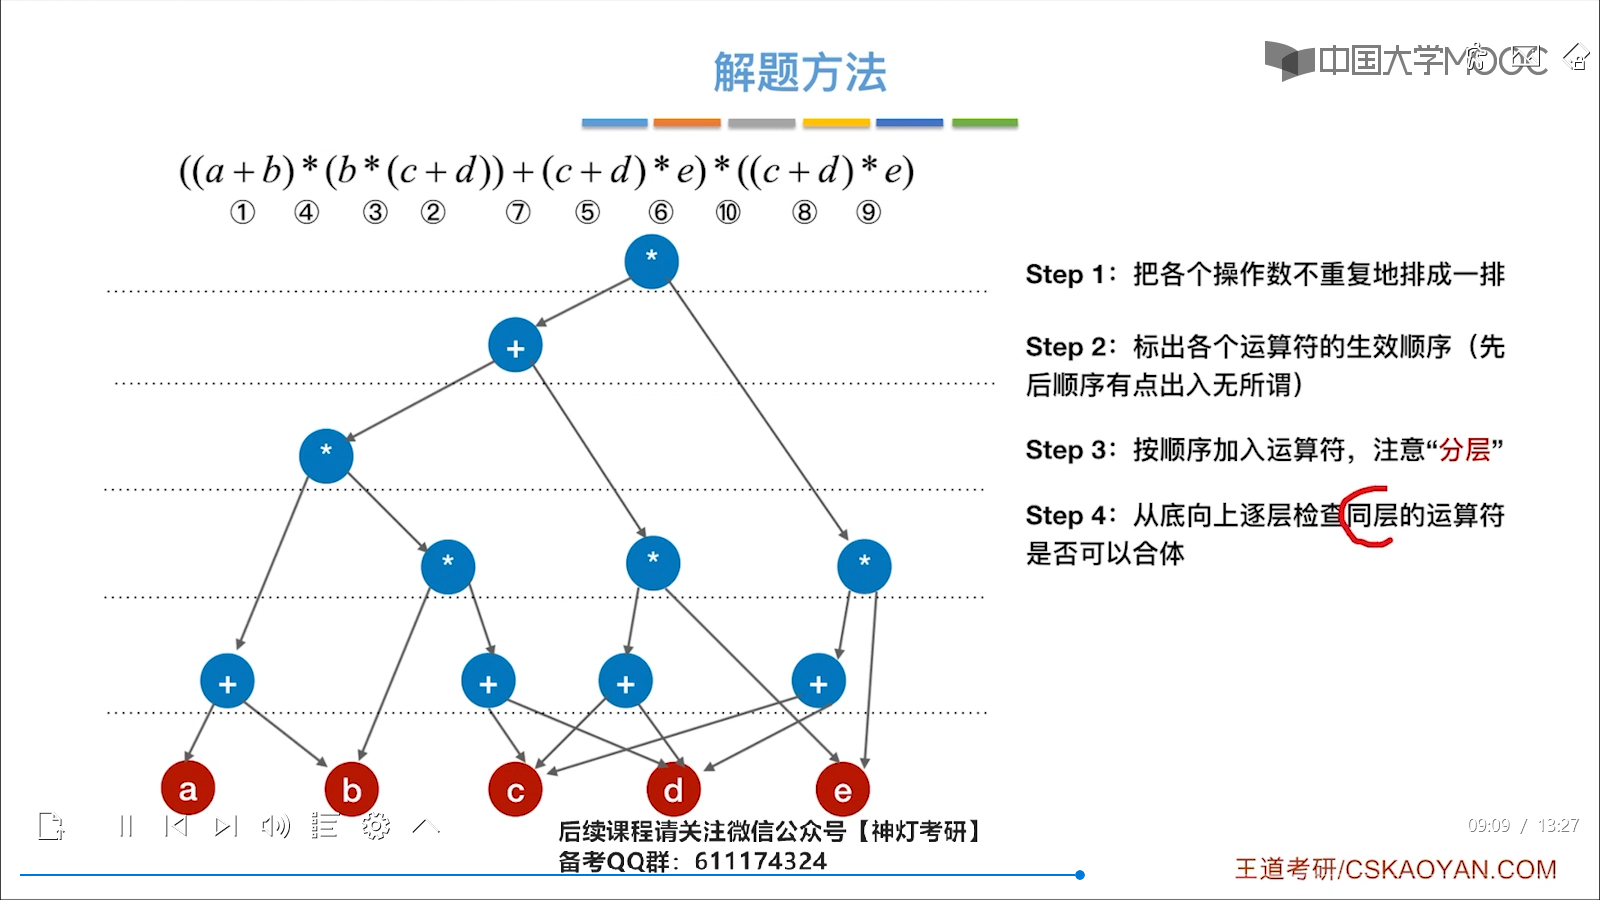 解题方法
中国大学MOOC
((a+b)*(b*(c+d))+(c+d)*e)*((c+d)*e)
① ④ ③ ② ⑦ ⑤ ⑥ ⑩ ⑧ ⑨
*
+
*
* * *
+ + + +
a b c d e
Step 1：把各个操作数不重复地排成一排
Step 2：标出各个运算符的生效顺序（先
后顺序有点出入无所谓）
Step 3：按顺序加入运算符，注意“分层”
Step 4：从底向上逐层检查同层的运算符
是否可以合体
09:09 / 13:27
后续课程请关注微信公众号【神灯考研】
备考QQ群：611174324
王道考研/CSKAOYAN.COM